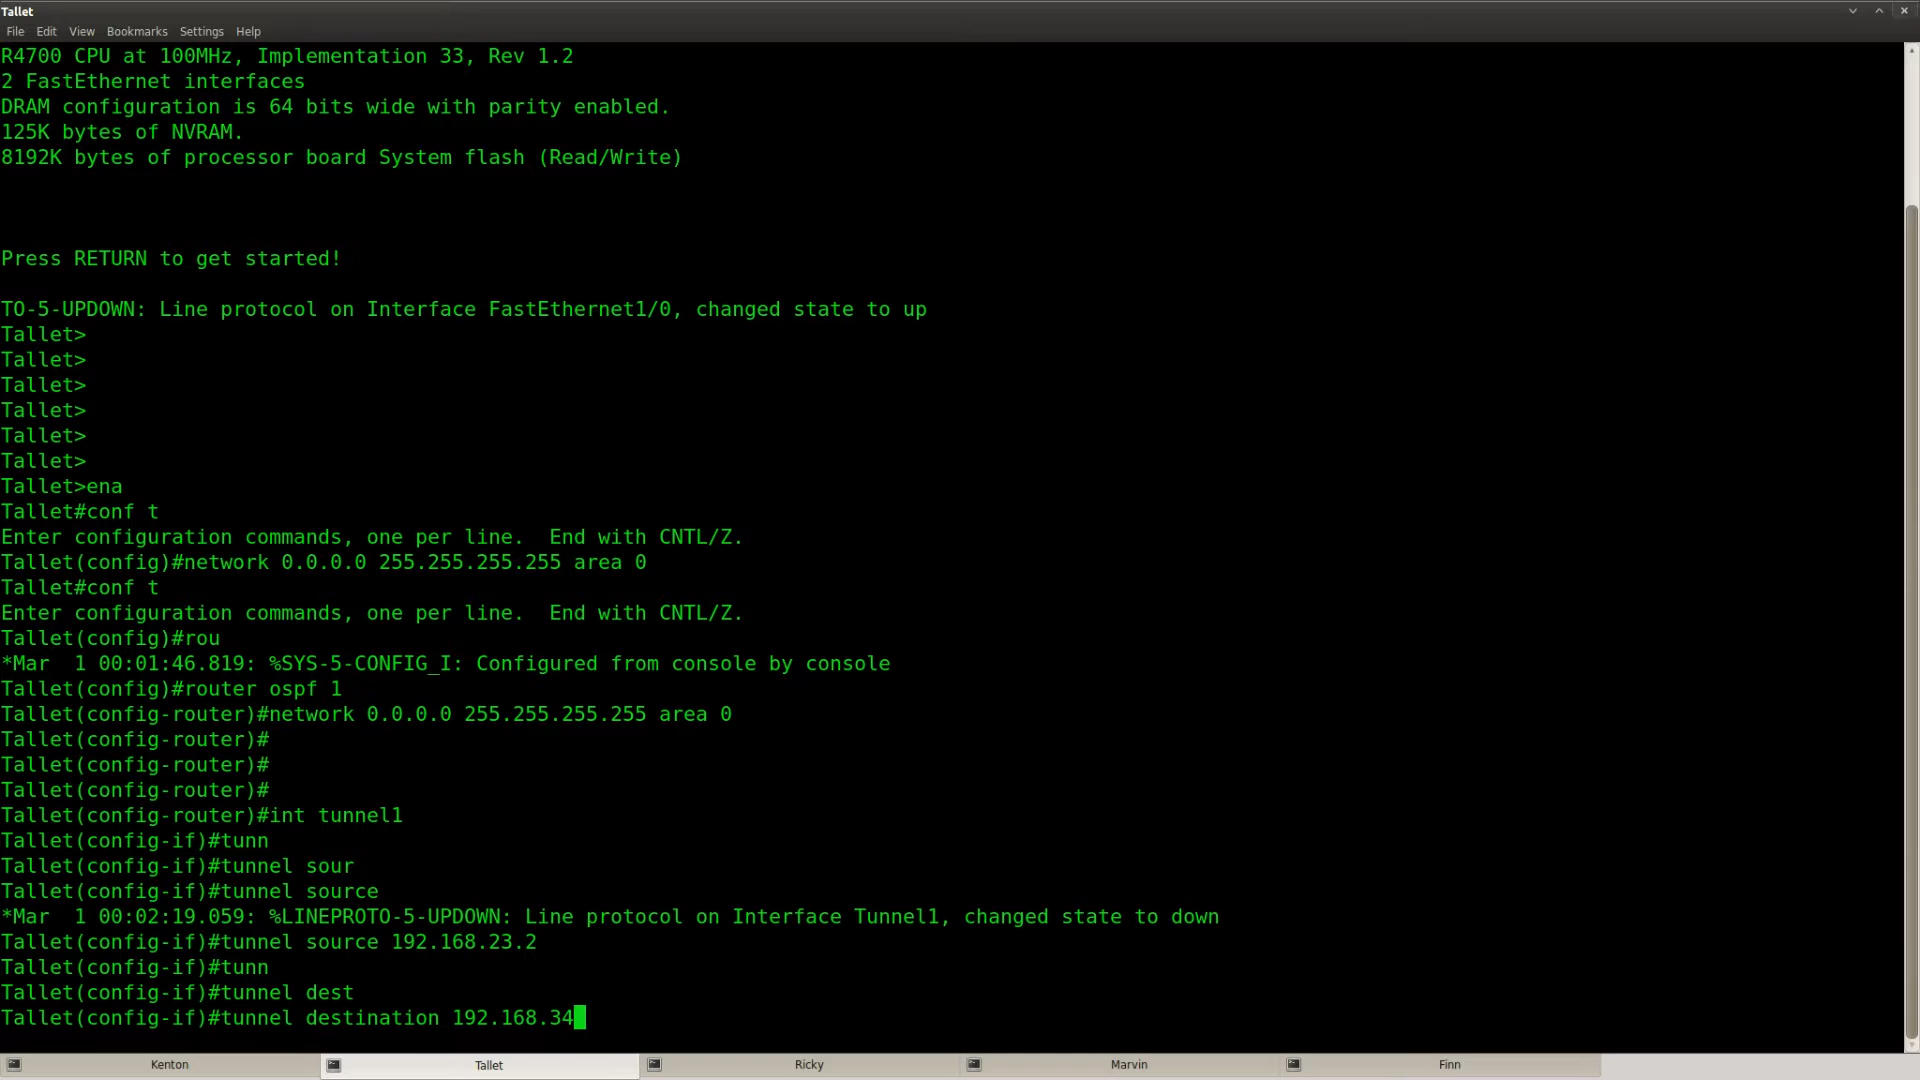 Tallet
File Edit View Bookmarks Settings Help
R4700 CPU at 100MHz, Implementation 33, Rev 1.2
2 FastEthernet interfaces
DRAM configuration is 64 bits wide with parity enabled.
125K bytes of NVRAM.
8192K bytes of processor board System flash (Read/Write)
Press RETURN to get started!
TO-5-UPDOWN: Line protocol on Interface FastEthernet1/0, changed state to up
Tallet>
Tallet>
Tallet>
Tallet>
Tallet>
Tallet>
Tallet>ena
Tallet#conf t
Enter configuration commands, one per line.  End with CNTL/Z.
Tallet(config)#network 0.0.0.0 255.255.255.255 area 0
Tallet#conf t
Enter configuration commands, one per line.  End with CNTL/Z.
Tallet(config)#rou
*Mar  1 00:01:46.819: %SYS-5-CONFIG_I: Configured from console by console
Tallet(config)#router ospf 1
Tallet(config-router)#network 0.0.0.0 255.255.255.255 area 0
Tallet(config-router)#
Tallet(config-router)#
Tallet(config-router)#
Tallet(config-router)#int tunnel1
Tallet(config-if)#tunn
Tallet(config-if)#tunnel sour
Tallet(config-if)#tunnel source
*Mar  1 00:02:19.059: %LINEPROTO-5-UPDOWN: Line protocol on Interface Tunnel1, changed state to down
Tallet(config-if)#tunnel source 192.168.23.2
Tallet(config-if)#tunn
Tallet(config-if)#tunnel dest
Tallet(config-if)#tunnel destination 192.168.34
Kenton Tallet Ricky Marvin Finn